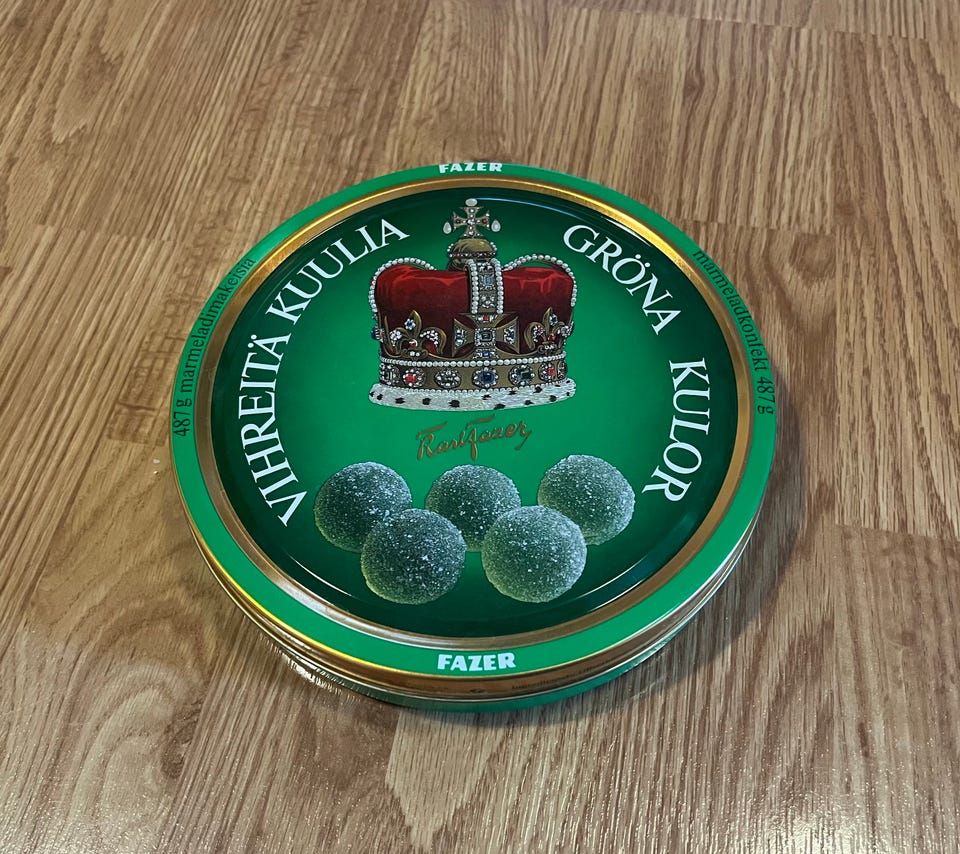 FAZER
VIHREITÄ KUULIA
GRÖNA KULOR
487 g marmeladimakeisia
marmeladkonfekt 487 g
Karl Fazer
FAZER